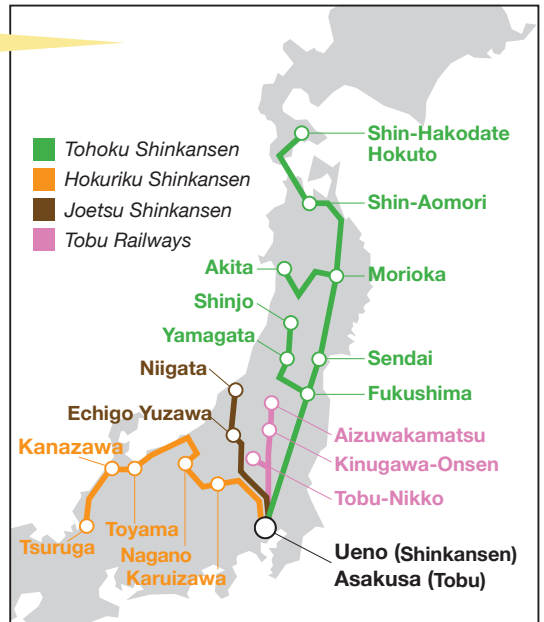 Shin-Hakodate
Hokuto
Tohoku Shinkansen
Hokuriku Shinkansen
Joetsu Shinkansen
Tobu Railways
Shin-Aomori
Akita
Morioka
Shinjo
Yamagata
Sendai
Niigata
Fukushima
Echigo Yuzawa
Aizuwakamatsu
Kanazawa
Kinugawa-Onsen
Tobu-Nikko
Toyama
Tsuruga
Nagano
Karuizawa
Ueno (Shinkansen)
Asakusa (Tobu)